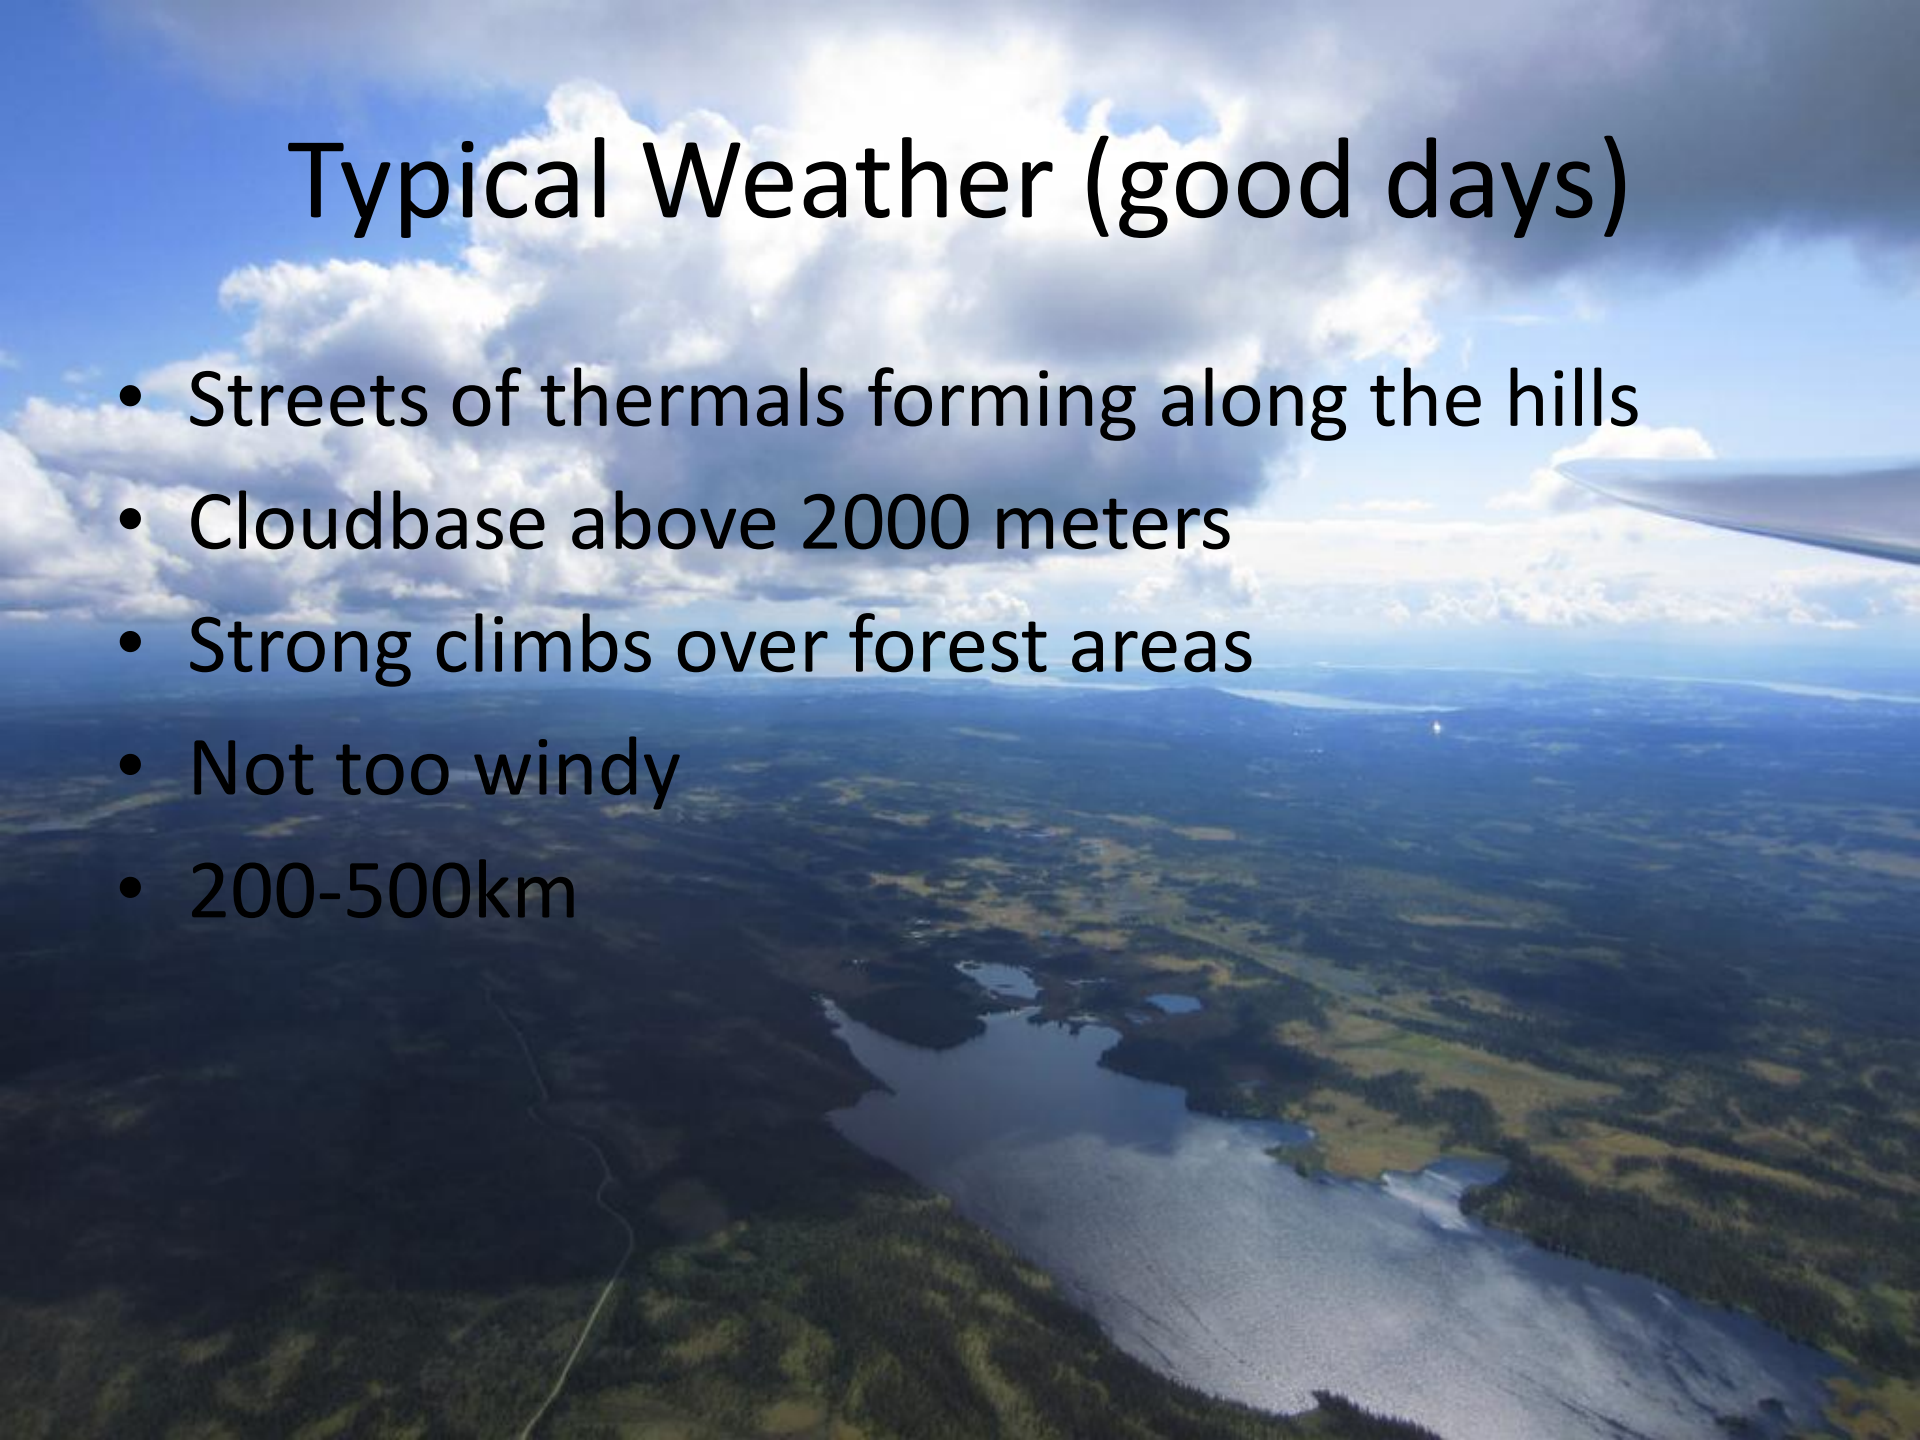 Typical Weather (good days)
• Streets of thermals forming along the hills
• Cloudbase above 2000 meters
• Strong climbs over forest areas
• Not too windy
• 200-500km